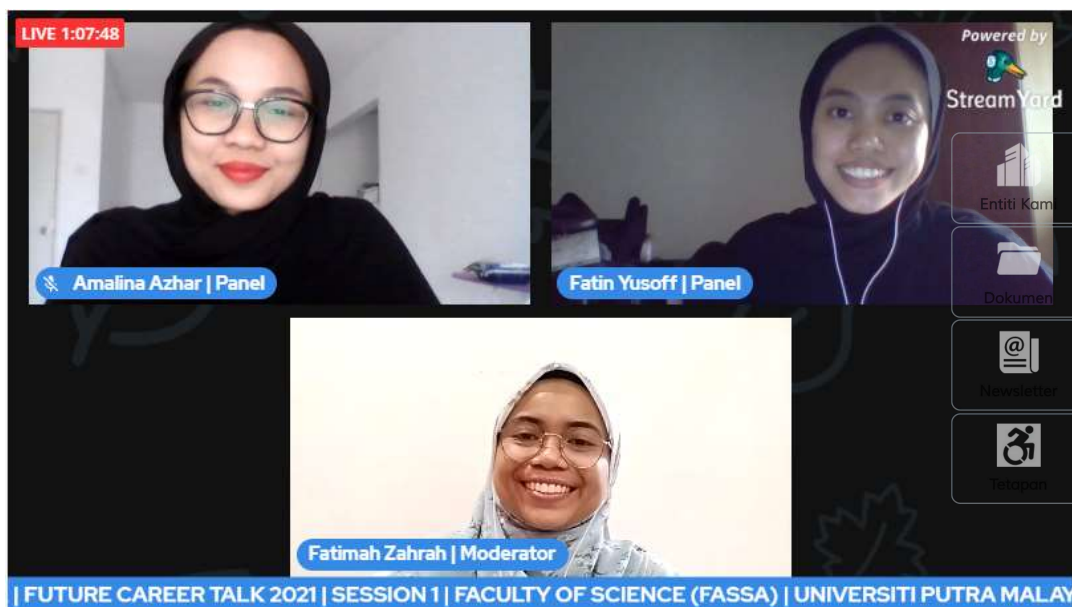 LIVE 1:07:48
Powered by
StreamYard
Amalina Azhar | Panel
Fatin Yusoff | Panel
Entiti Kami
Dokumen
@
Newsletter
Tetapan
Fatimah Zahrah | Moderator
| FUTURE CAREER TALK 2021 | SESSION 1 | FACULTY OF SCIENCE (FASSA) | UNIVERSITI PUTRA MALAY